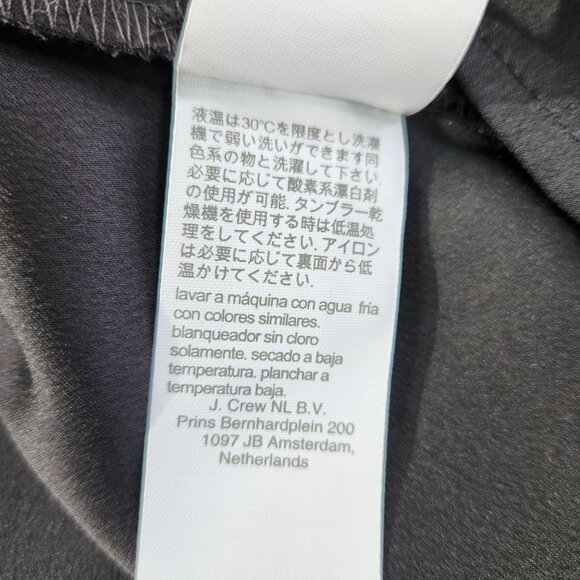 液温は30℃を限度とし洗濯
機で弱い洗いができます同
色系の物と洗濯して下さい.
必要に応じて酸素系漂白剤
の使用が可能. タンブラー乾
燥機を使用する時は低温処
理をしてください. アイロン
は必要に応じて裏面から低
温かけてください.
lavar a máquina con agua fría
con colores similares.
blanqueador sin cloro
solamente. secado a baja
temperatura. planchar a
temperatura baja.
J. Crew NL B.V.
Prins Bernhardplein 200
1097 JB Amsterdam,
Netherlands